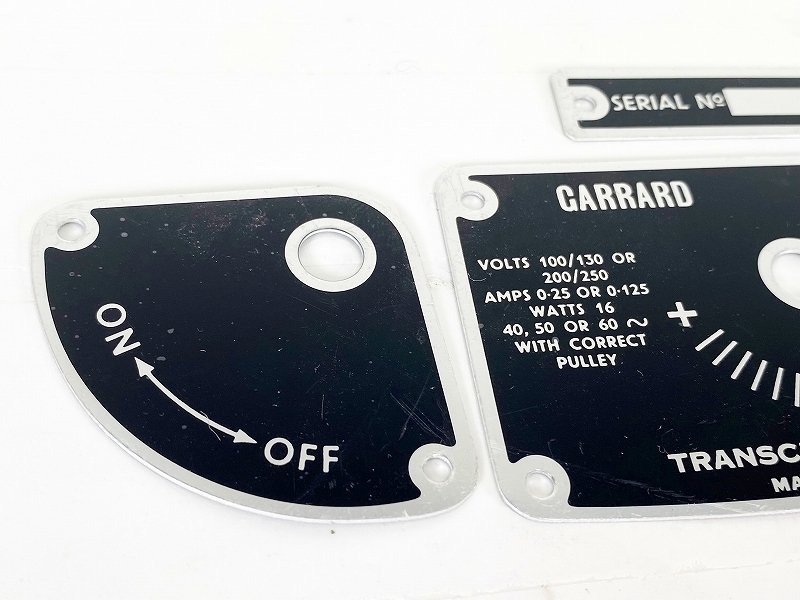 SERIAL Nº
GARRARD
VOLTS 100/130 OR
200/250
AMPS 0·25 OR 0·125
WATTS 16
40, 50 OR 60 ~
WITH CORRECT
PULLEY
+
ON
OFF